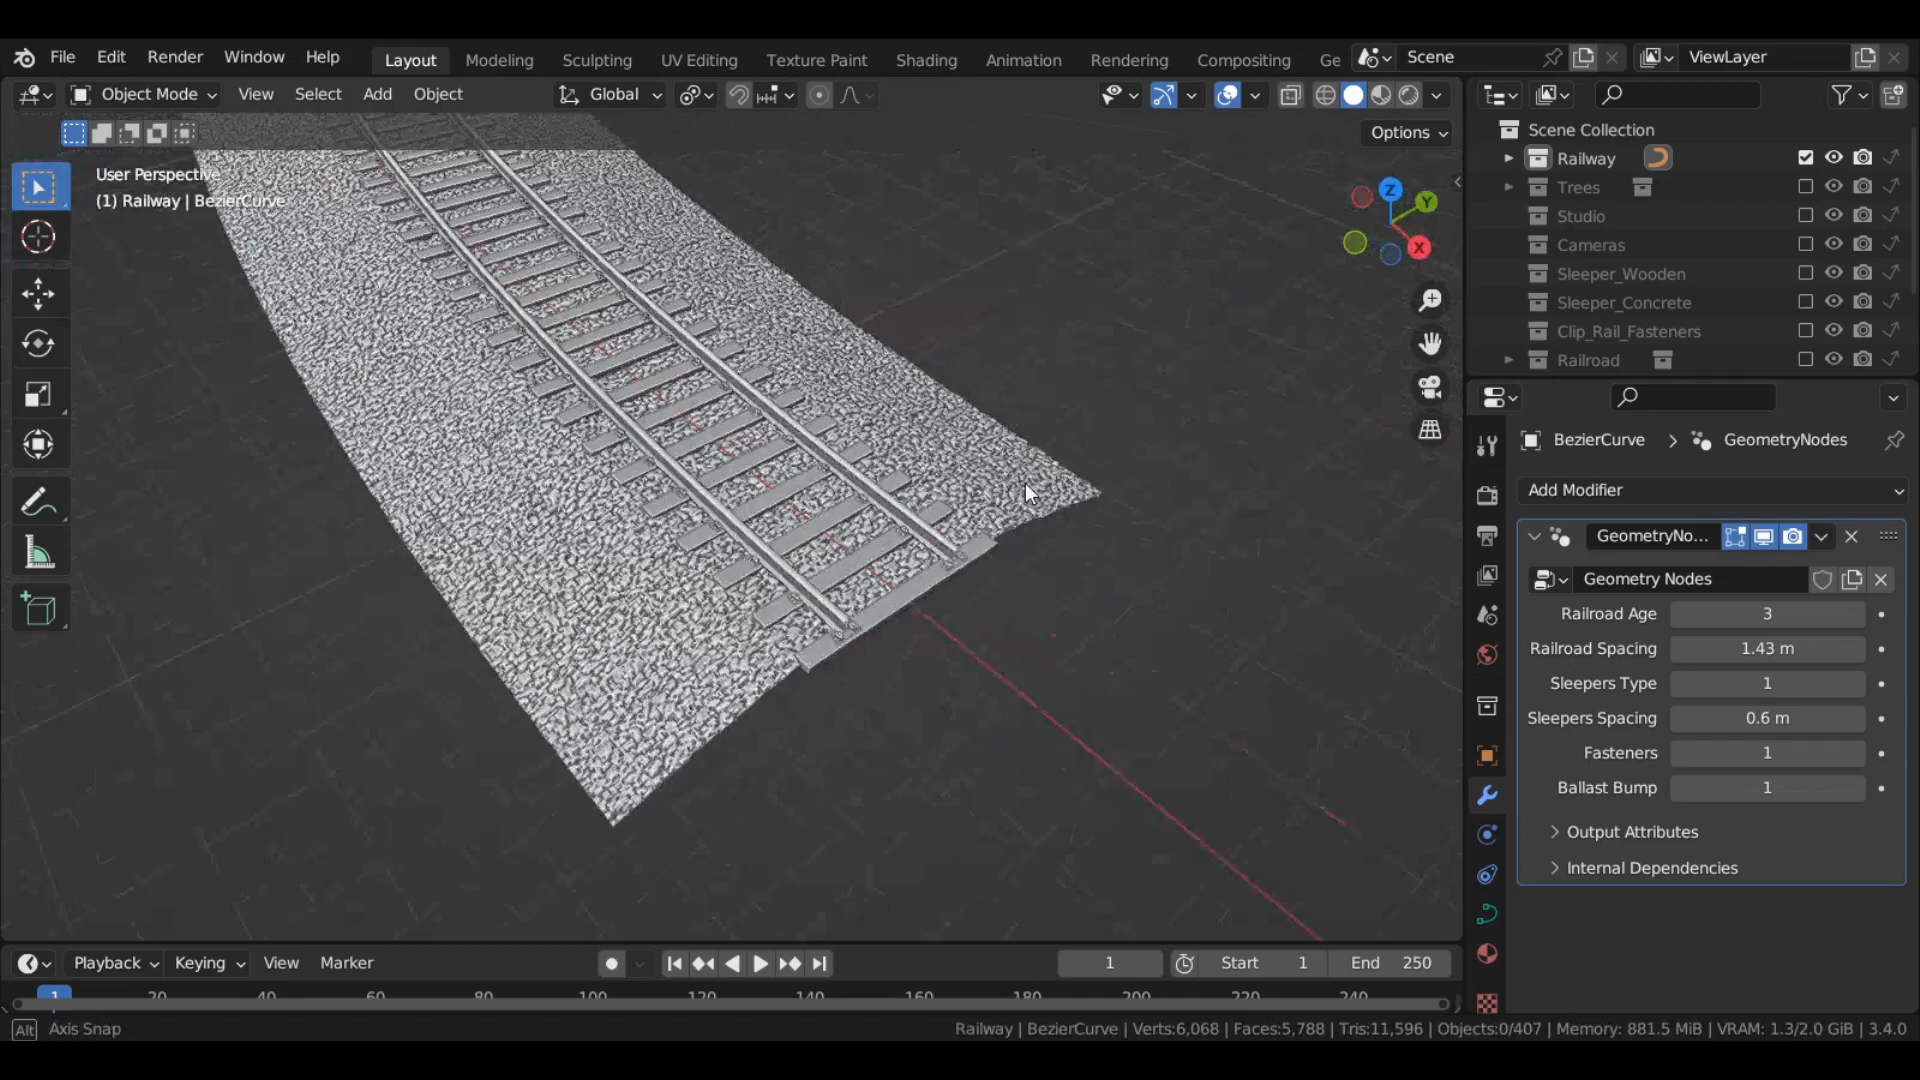 File Edit Render Window Help Layout Modeling Sculpting UV Editing Texture Paint Shading Animation Rendering Compositing Ge Scene ViewLayer
Object Mode View Select Add Object Global
Options
User Perspective
(1) Railway | BezierCurve
Z
Y
X
Scene Collection
Railway
Trees
Studio
Cameras
Sleeper_Wooden
Sleeper_Concrete
Clip_Rail_Fasteners
Railroad
BezierCurve > GeometryNodes
Add Modifier
GeometryNo...
Geometry Nodes
Railroad Age 3
Railroad Spacing 1.43 m
Sleepers Type 1
Sleepers Spacing 0.6 m
Fasteners 1
Ballast Bump 1
Output Attributes
Internal Dependencies
Playback Keying View Marker 1 Start 1 End 250
1 20 40 60 80 100 120 140 160 180 200 220 240
Alt Axis Snap Railway | BezierCurve | Verts:6,068 | Faces:5,788 | Tris:11,596 | Objects:0/407 | Memory: 881.5 MiB | VRAM: 1.3/2.0 GiB | 3.4.0